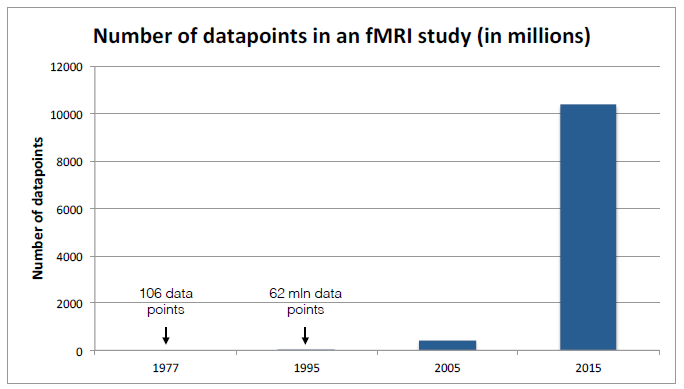 Number of datapoints in an fMRI study (in millions)
Number of datapoints
12000
10000
8000
6000
4000
2000
0
106 data
points
62 mln data
points
1977
1995
2005
2015